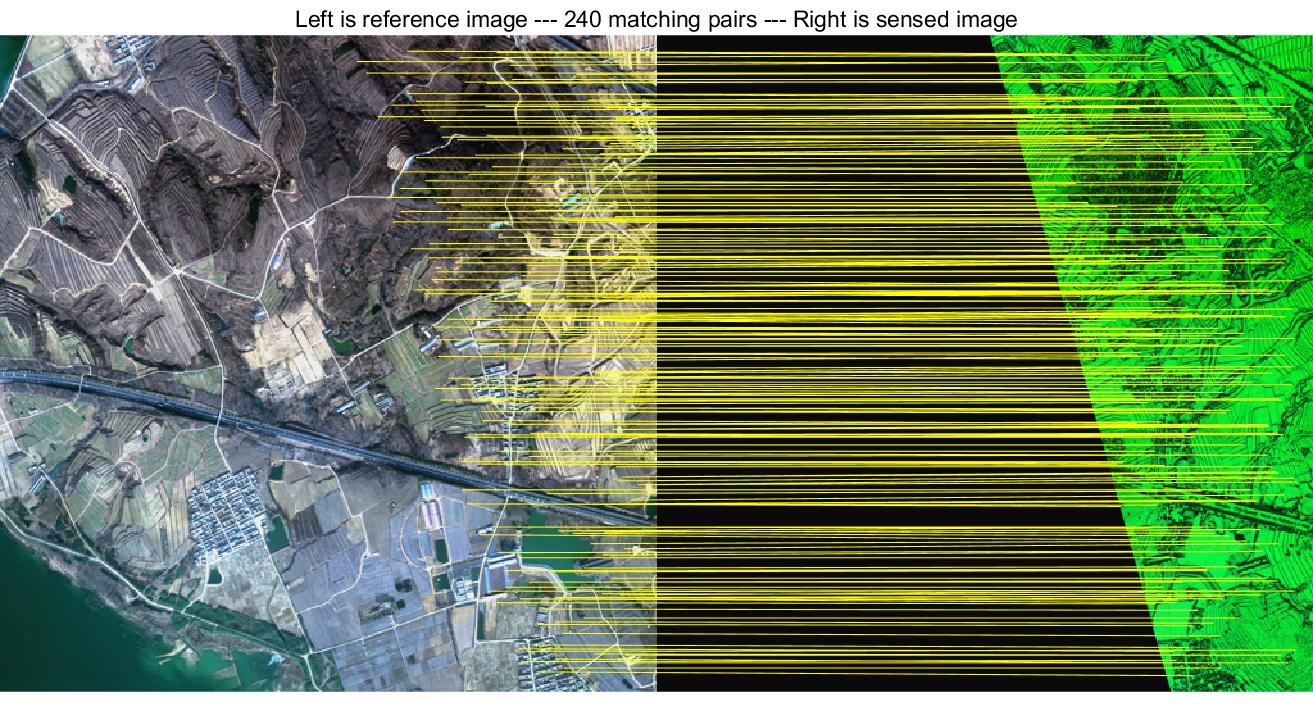 Left is reference image --- 240 matching pairs --- Right is sensed image